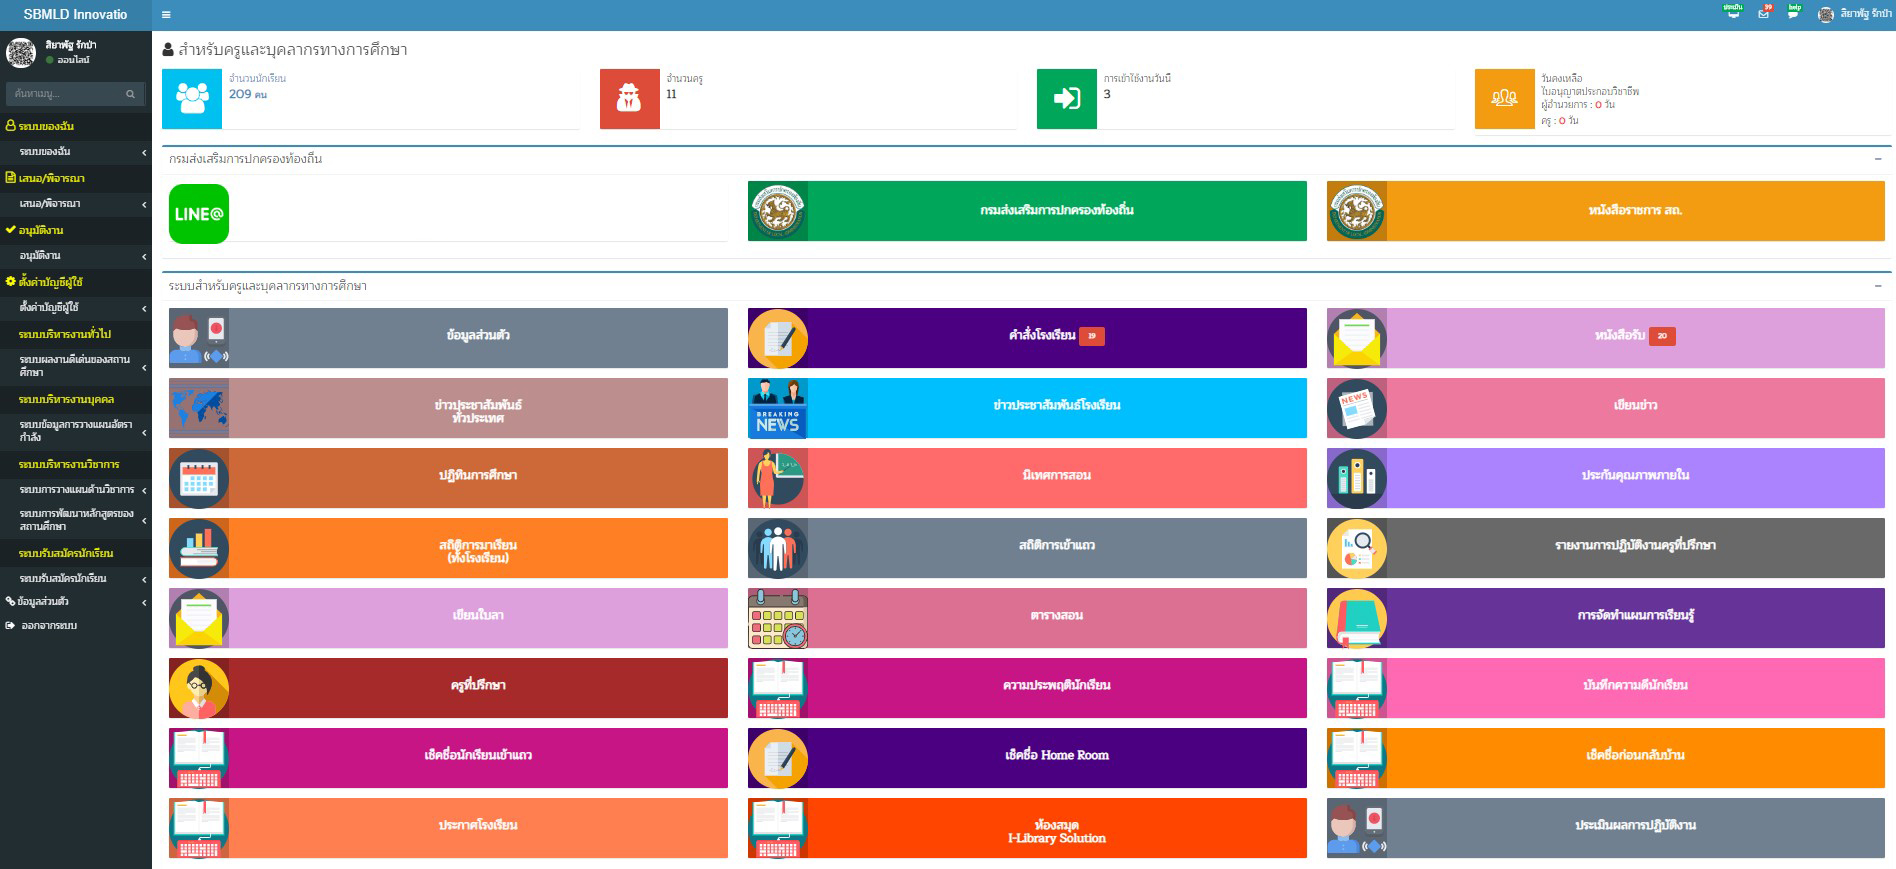 SBMLD Innovatio
ประเมิน
39
help
สิยาพัฐ รักป่า
สิยาพัฐ รักป่า
ออนไลน์
ค้นหาเมนู...
ระบบของฉัน
ระบบของฉัน
เสนอ/พิจารณา
เสนอ/พิจารณา
อนุมัติงาน
อนุมัติงาน
ตั้งค่าบัญชีผู้ใช้
ตั้งค่าบัญชีผู้ใช้
ระบบบริหารงานทั่วไป
ระบบผลงานดีเด่นของสถาน
ศึกษา
ระบบบริหารงานบุคคล
ระบบข้อมูลการวางแผนอัตรา
กำลัง
ระบบบริหารงานวิชาการ
ระบบการวางแผนด้านวิชาการ
ระบบการพัฒนาหลักสูตรของ
สถานศึกษา
ระบบรับสมัครนักเรียน
ระบบรับสมัครนักเรียน
ข้อมูลส่วนตัว
ออกจากระบบ
สำหรับครูและบุคลากรทางการศึกษา
จำนวนนักเรียน
209 คน
จำนวนครู
11
การเข้าใช้งานวันนี้
3
วันคงเหลือ
ใบอนุญาตประกอบวิชาชีพ
ผู้อำนวยการ : 0 วัน
ครู : 0 วัน
กรมส่งเสริมการปกครองท้องถิ่น
LINE@
กรมส่งเสริมการปกครองท้องถิ่น
หนังสือราชการ สถ.
ระบบสำหรับครูและบุคลากรทางการศึกษา
ข้อมูลส่วนตัว
คำสั่งโรงเรียน 19
หนังสือรับ 20
ข่าวประชาสัมพันธ์
ทั่วประเทศ
BREAKING
NEWS
ข่าวประชาสัมพันธ์โรงเรียน
NEWS
เขียนข่าว
ปฏิทินการศึกษา
นิเทศการสอน
ประกันคุณภาพภายใน
สถิติการมาเรียน
(ทั้งโรงเรียน)
สถิติการเข้าแถว
รายงานการปฏิบัติงานครูที่ปรึกษา
เขียนใบลา
ตารางสอน
การจัดทำแผนการเรียนรู้
ครูที่ปรึกษา
ความประพฤตินักเรียน
บันทึกความดีนักเรียน
เช็คชื่อนักเรียนเข้าแถว
เช็คชื่อ Home Room
เช็คชื่อก่อนกลับบ้าน
ประกาศโรงเรียน
ห้องสมุด
I-Library Solution
ประเมินผลการปฏิบัติงาน